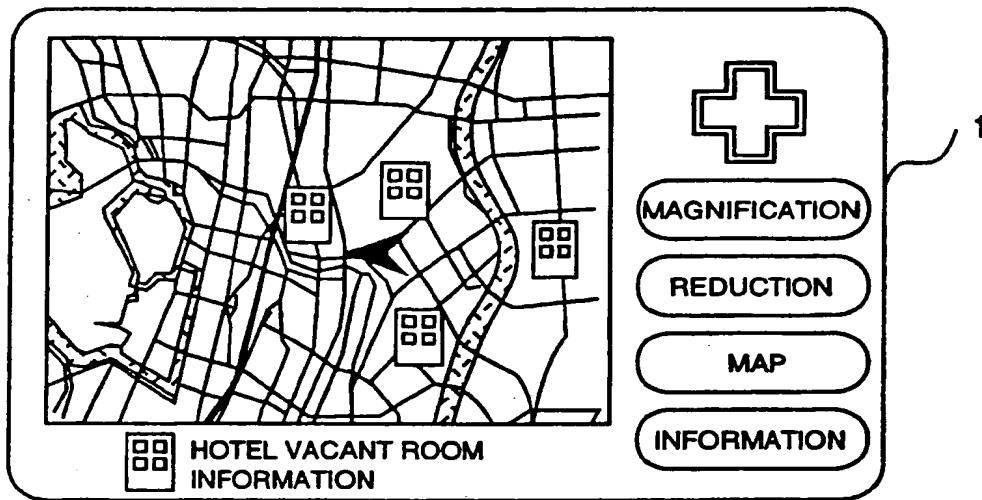 MAGNIFICATION
REDUCTION
MAP
INFORMATION
HOTEL VACANT ROOM
INFORMATION
1